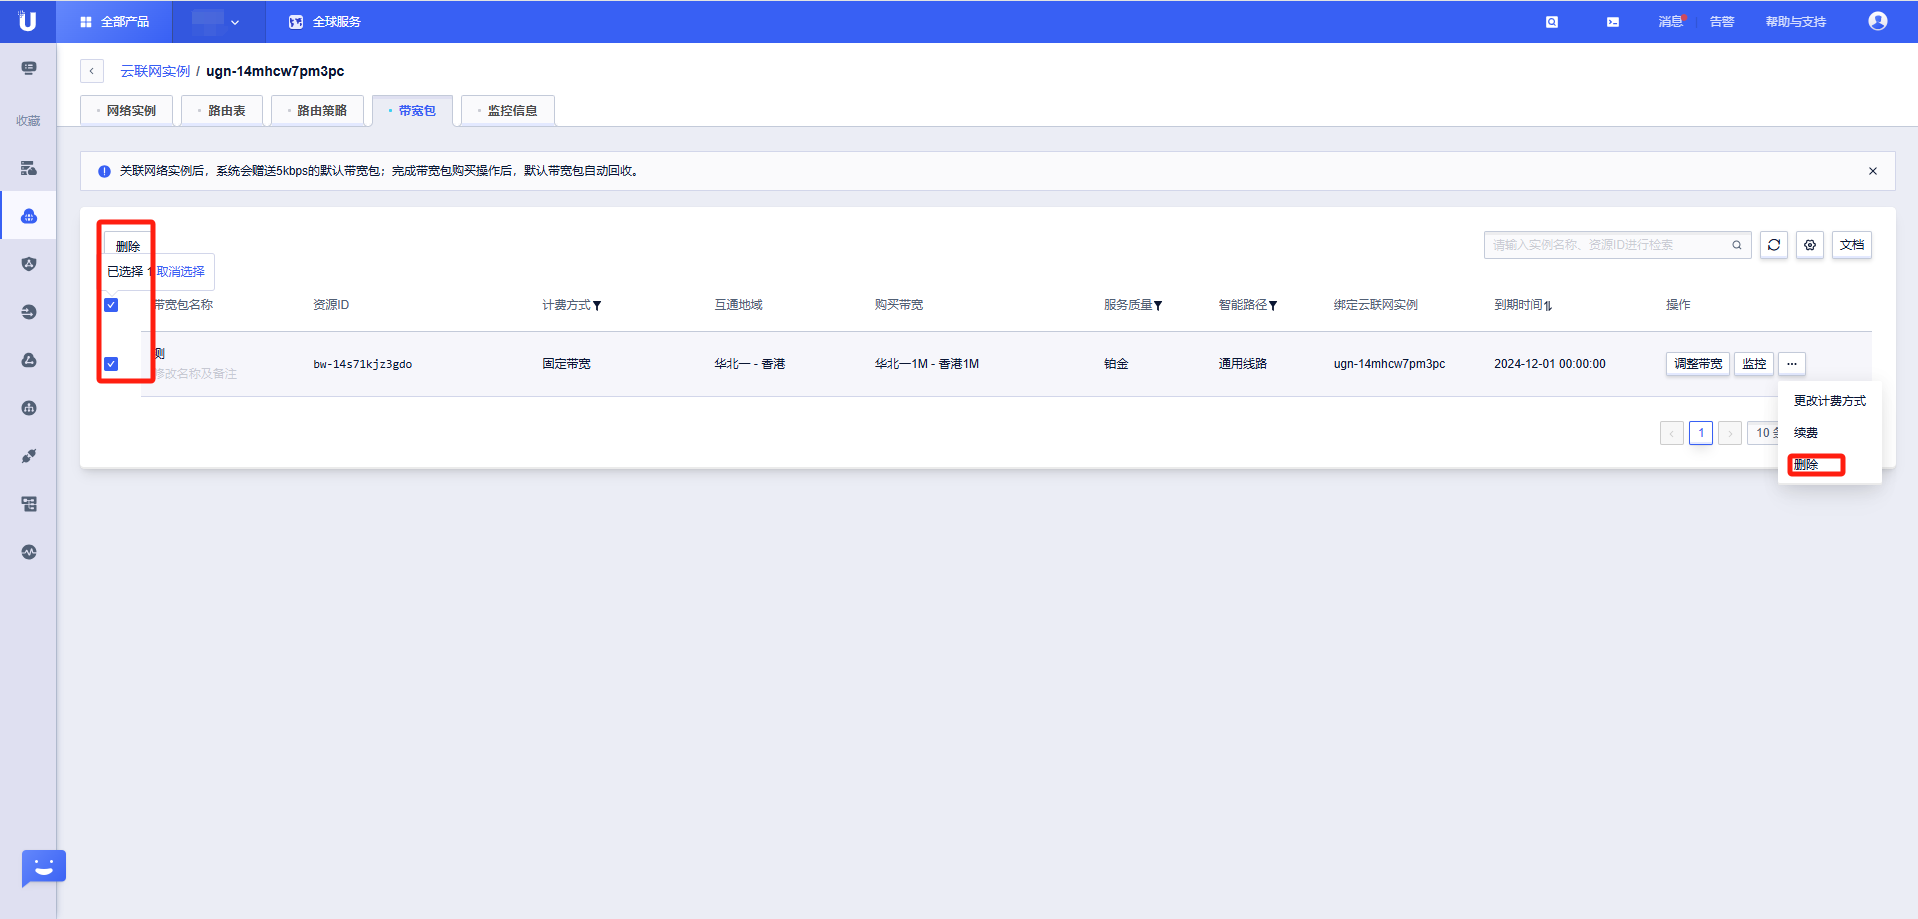 U 全部产品 全球服务 消息 告警 帮助与支持
收藏
云联网实例 / ugn-14mhcw7pm3pc
网络实例 路由表 路由策略 带宽包 监控信息
关联网络实例后，系统会赠送5kbps的默认带宽包；完成带宽包购买操作后，默认带宽包自动回收。
删除 请输入实例名称、资源ID进行检索 文档
已选择 1 取消选择
带宽包名称 资源ID 计费方式 互通地域 购买带宽 服务质量 智能路径 绑定云联网实例 到期时间 操作
测 bw-14s71kjz3gdo 固定带宽 华北一 - 香港 华北一1M - 香港1M 铂金 通用线路 ugn-14mhcw7pm3pc 2024-12-01 00:00:00 调整带宽 监控 ...
修改名称及备注
更改计费方式
1 10 续费
删除